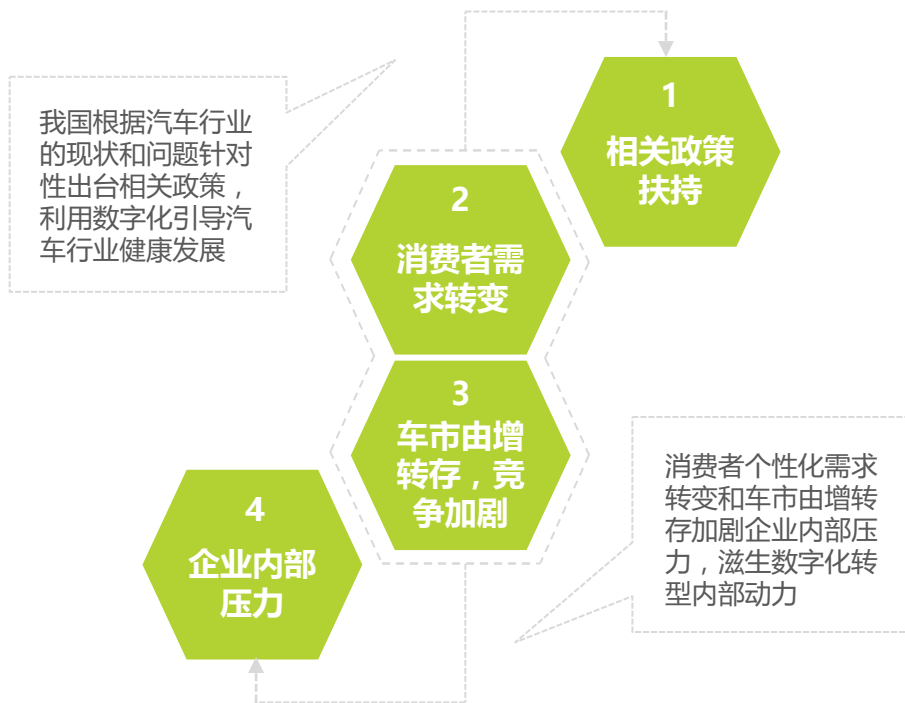 1
相关政策
扶持
我国根据汽车行业
的现状和问题针对
性出台相关政策，
利用数字化引导汽
车行业健康发展
2
消费者需
求转变
3
车市由增
转存，竞
争加剧
4
企业内部
压力
消费者个性化需求
转变和车市由增转
存加剧企业内部压
力，滋生数字化转
型内部动力